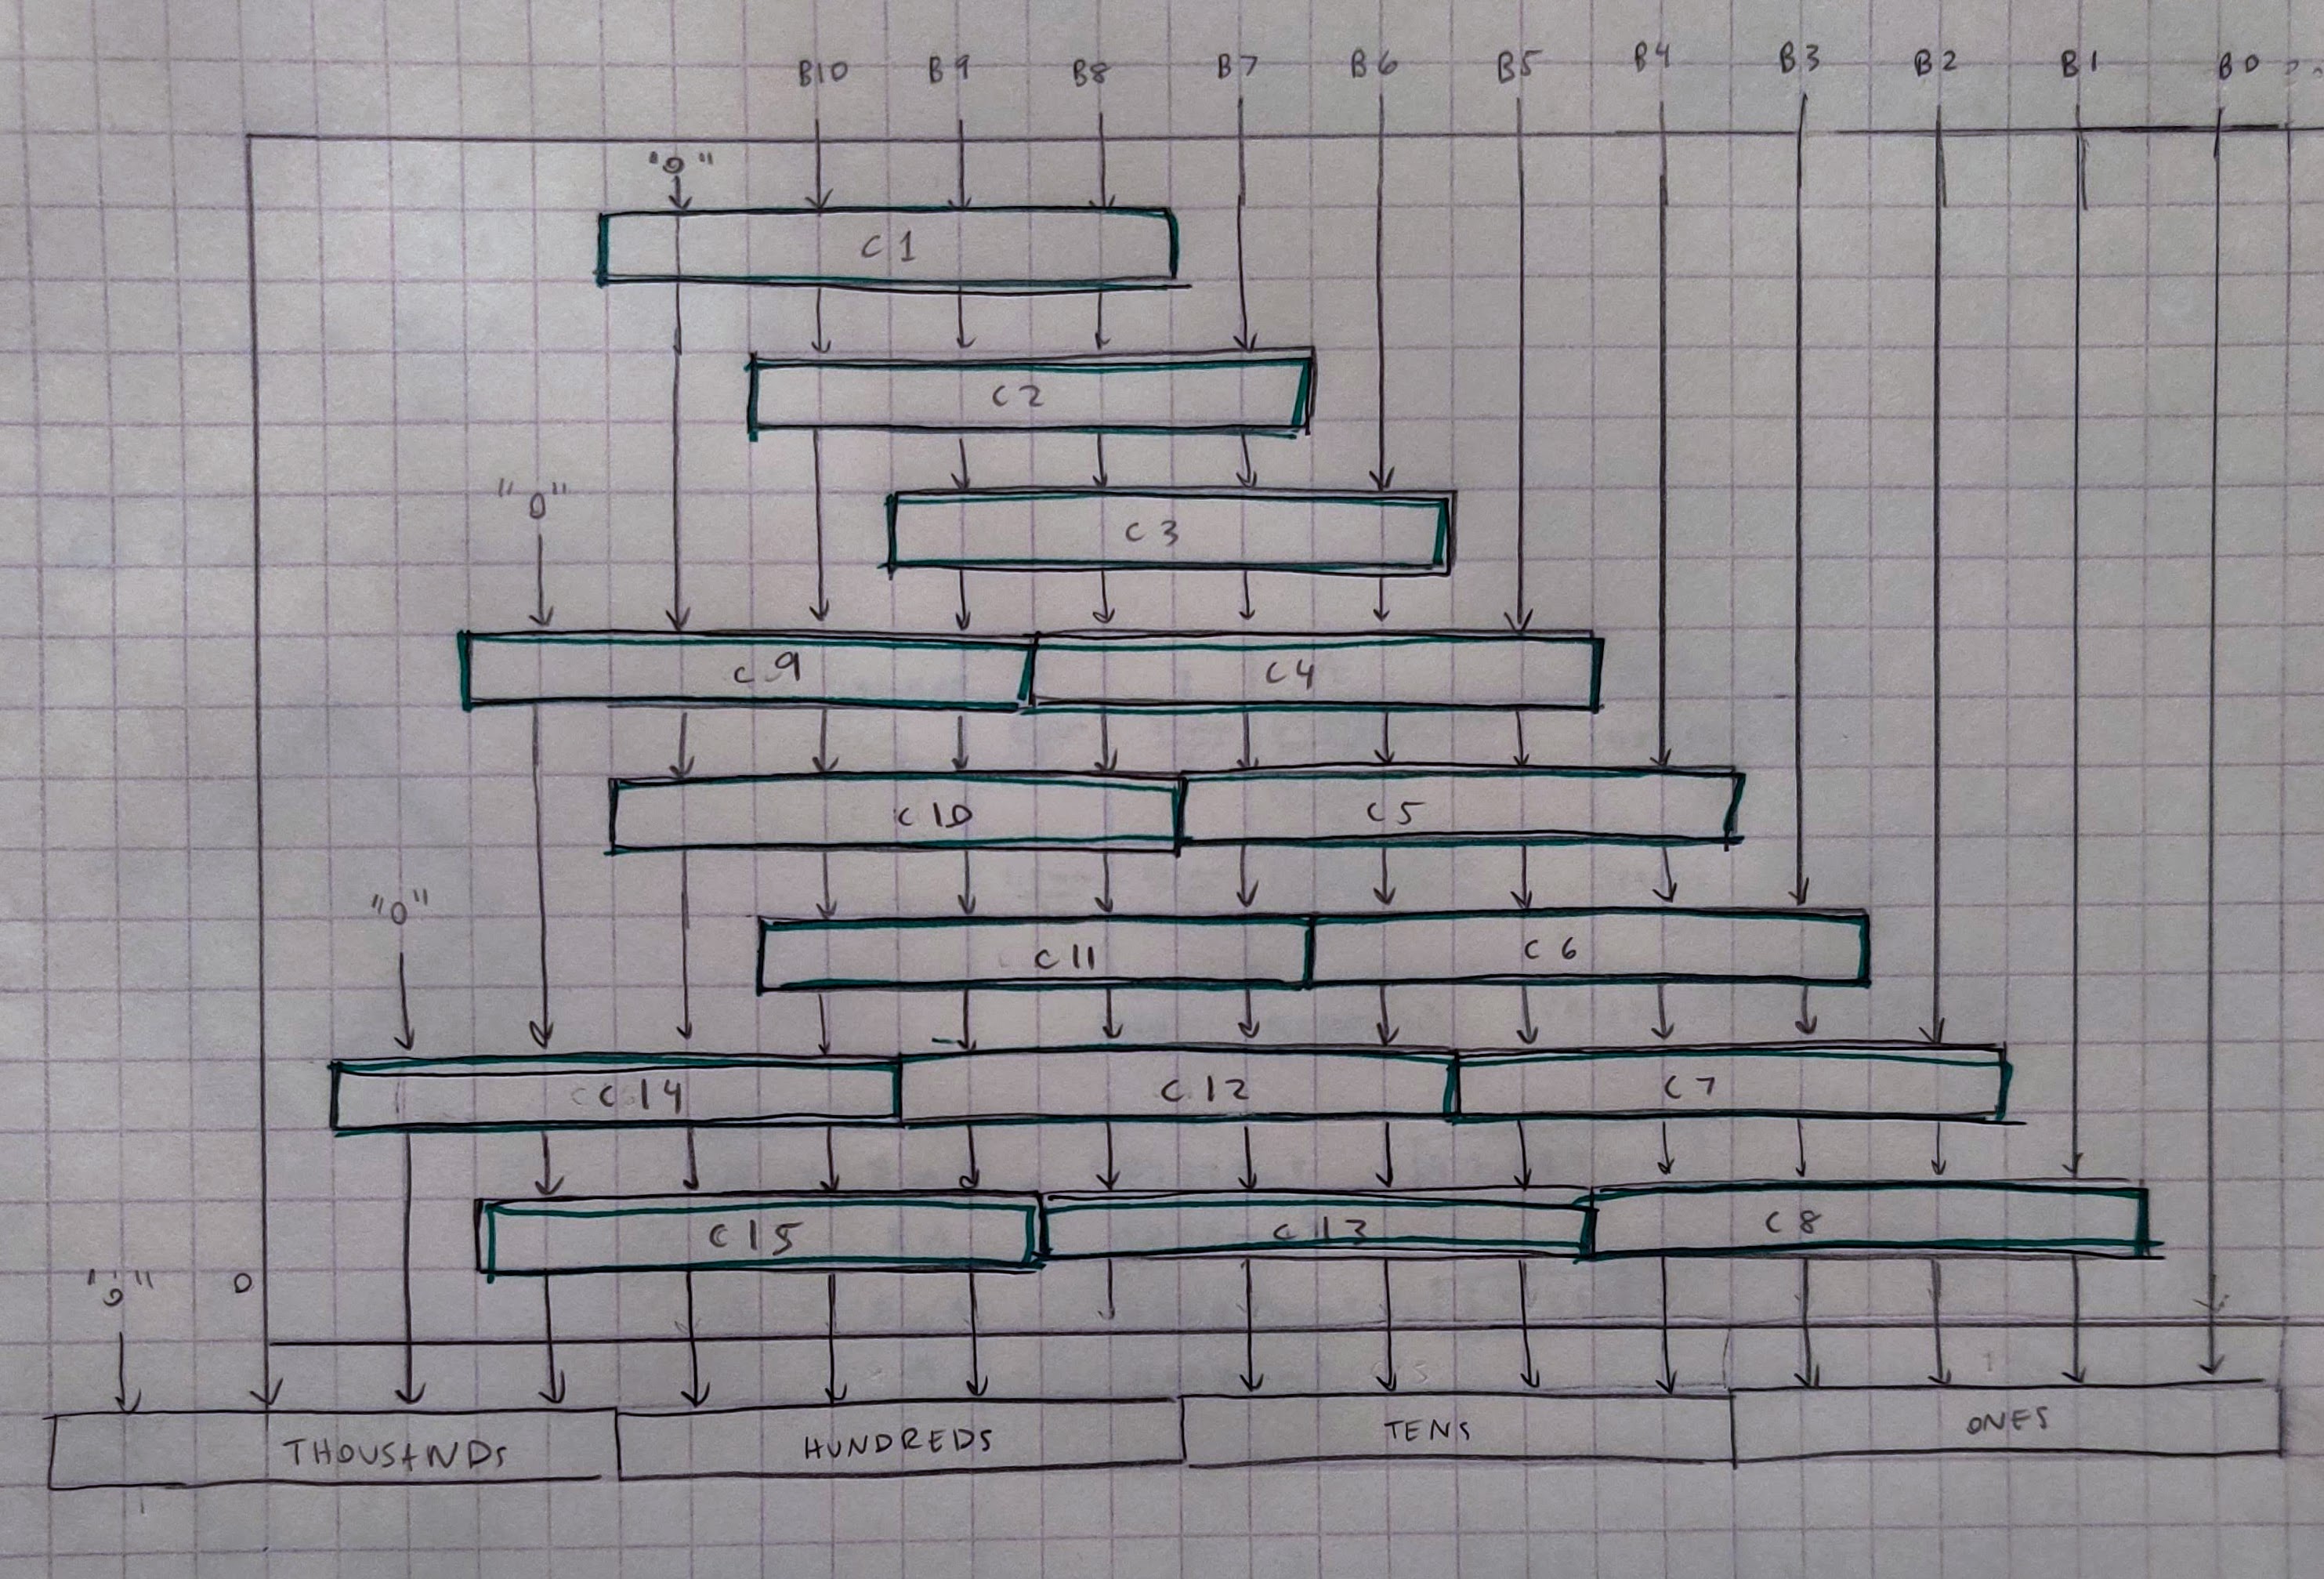 B10 B9 B8 B7 B6 B5 B4 B3 B2 B1 B0
"0"
C1
C2
"0"
C3
C9 C4
C10 C5
"0"
C11 C6
C14 C12 C7
C15 C13 C8
"0" 0
THOUSANDS HUNDREDS TENS ONES